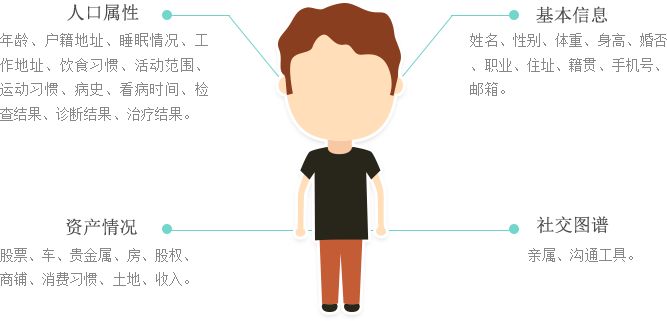 人口属性
年龄、户籍地址、睡眠情况、工
作地址、饮食习惯、活动范围、
运动习惯、病史、看病时间、检
查结果、诊断结果、治疗结果。
基本信息
姓名、性别、体重、身高、婚否
、职业、住址、籍贯、手机号、
邮箱。
资产情况
股票、车、贵金属、房、股权、
商铺、消费习惯、土地、收入。
社交图谱
亲属、沟通工具。